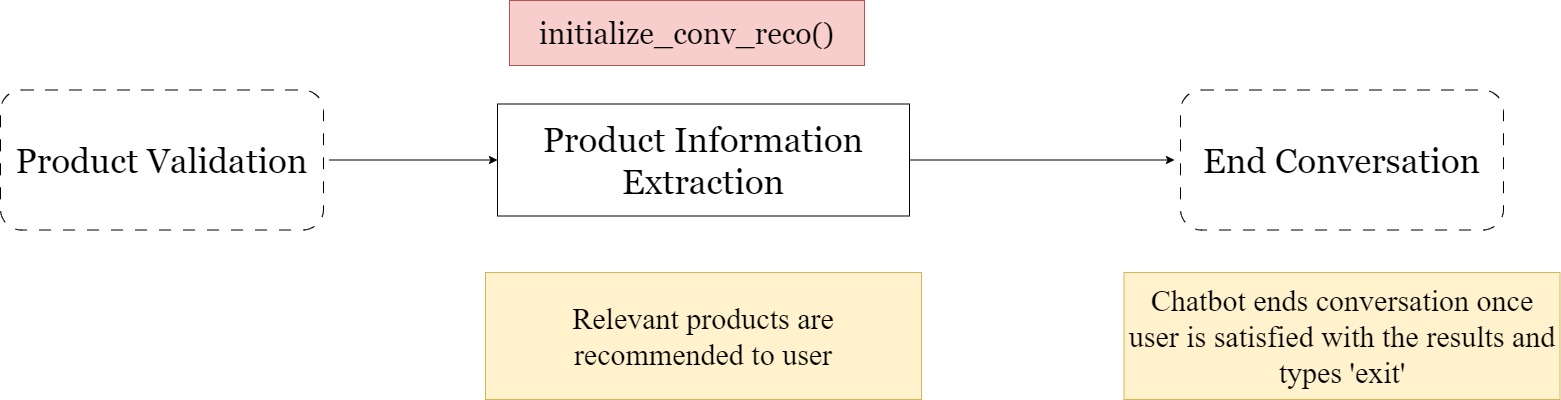 initialize_conv_reco()
Product Validation
Product Information
Extraction
End Conversation
Relevant products are
recommended to user
Chatbot ends conversation once
user is satisfied with the results and
types 'exit'